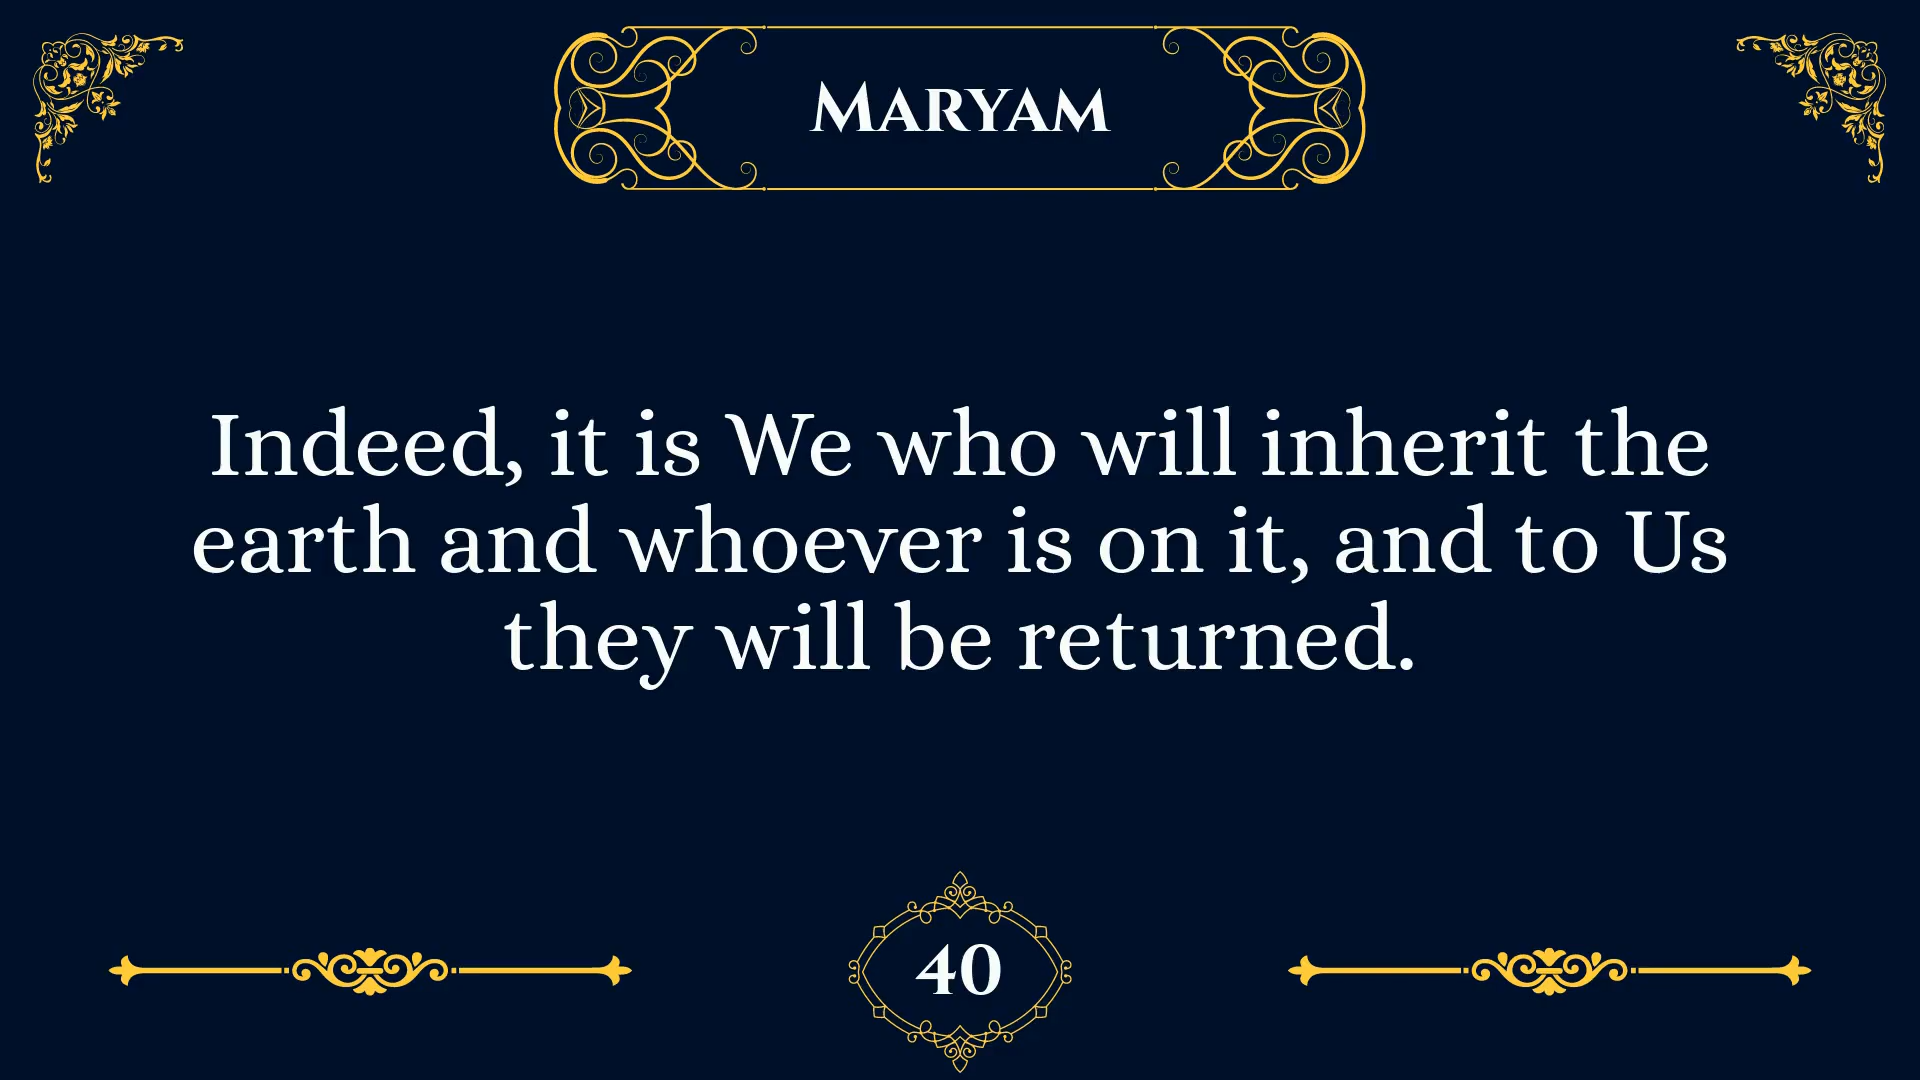 Maryam
Indeed, it is We who will inherit the
earth and whoever is on it, and to Us
they will be returned.
40